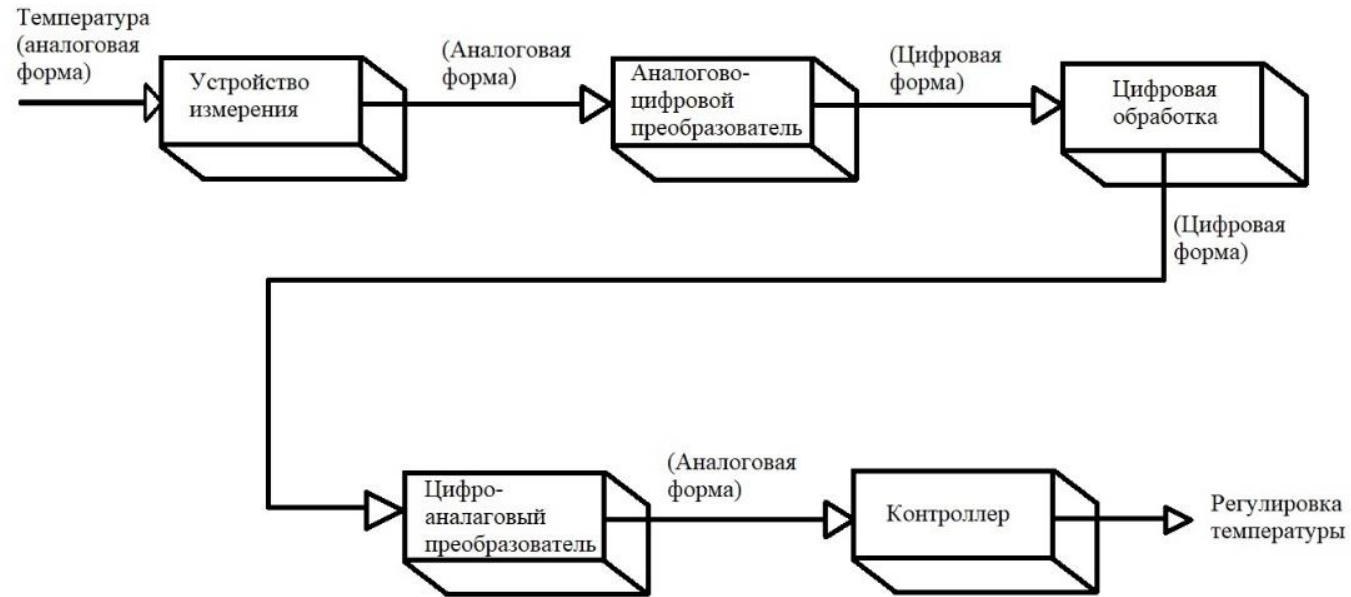 Температура
(аналоговая
форма)
Устройство
измерения
(Аналоговая
форма)
Аналогово-
цифровой
преобразователь
(Цифровая
форма)
Цифровая
обработка
(Цифровая
форма)
Цифро-
аналаговый
преобразователь
(Аналоговая
форма)
Контроллер
Регулировка
температуры